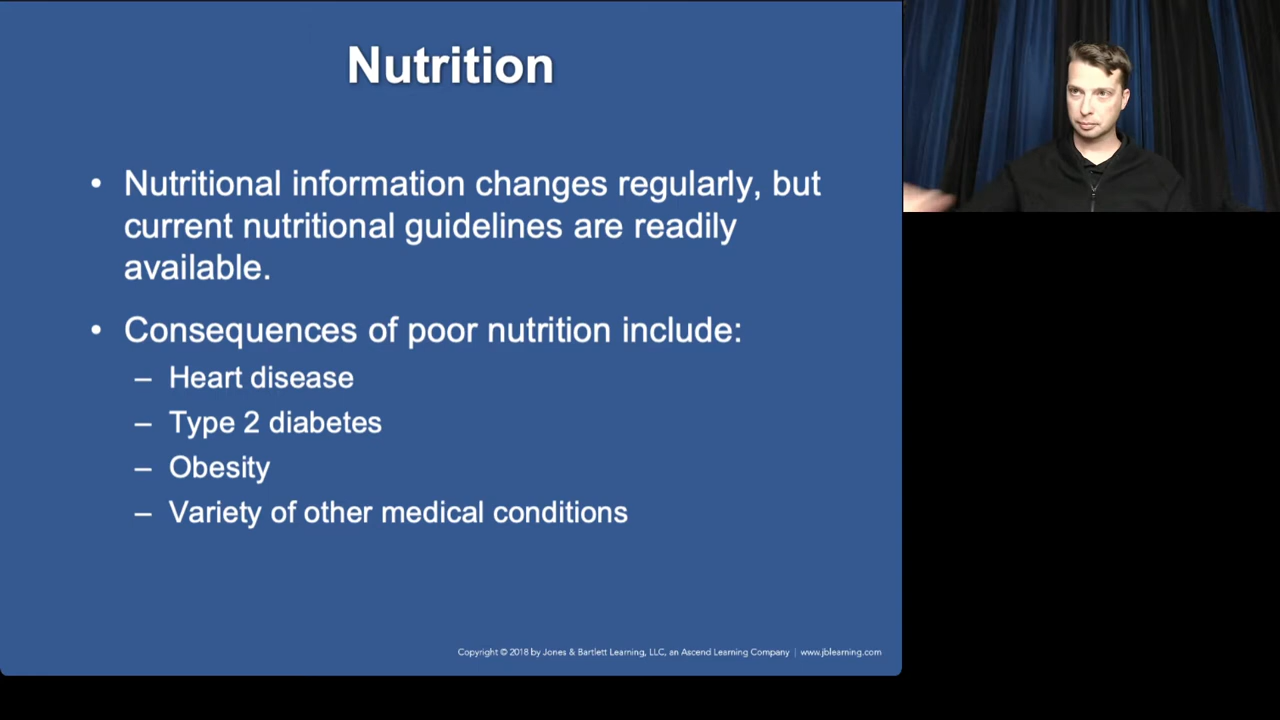 Nutrition
• Nutritional information changes regularly, but
current nutritional guidelines are readily
available.
• Consequences of poor nutrition include:
– Heart disease
– Type 2 diabetes
– Obesity
– Variety of other medical conditions
Copyright © 2018 by Jones & Bartlett Learning, LLC, an Ascend Learning Company | www.jblearning.com